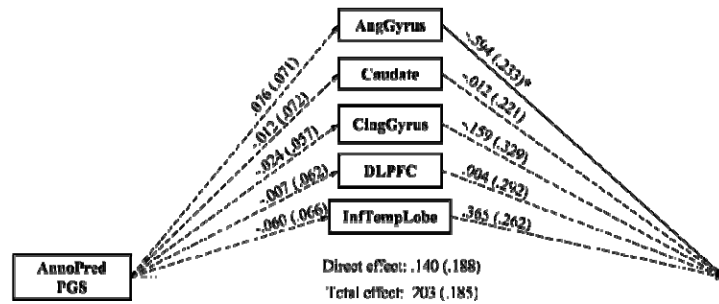 AngGyrus
-.594 (.233)*
.076 (.071)
Caudate
-.012 (.072)
-.012 (.221)
CingGyrus
-.024 (.057)
-.159 (.329)
DLPFC
-.007 (.062)
.004 (.292)
InfTempLobe
-.060 (.066)
.365 (.262)
AnnoPred
PGS
Direct effect: .140 (.188)
Total effect: .203 (.185)